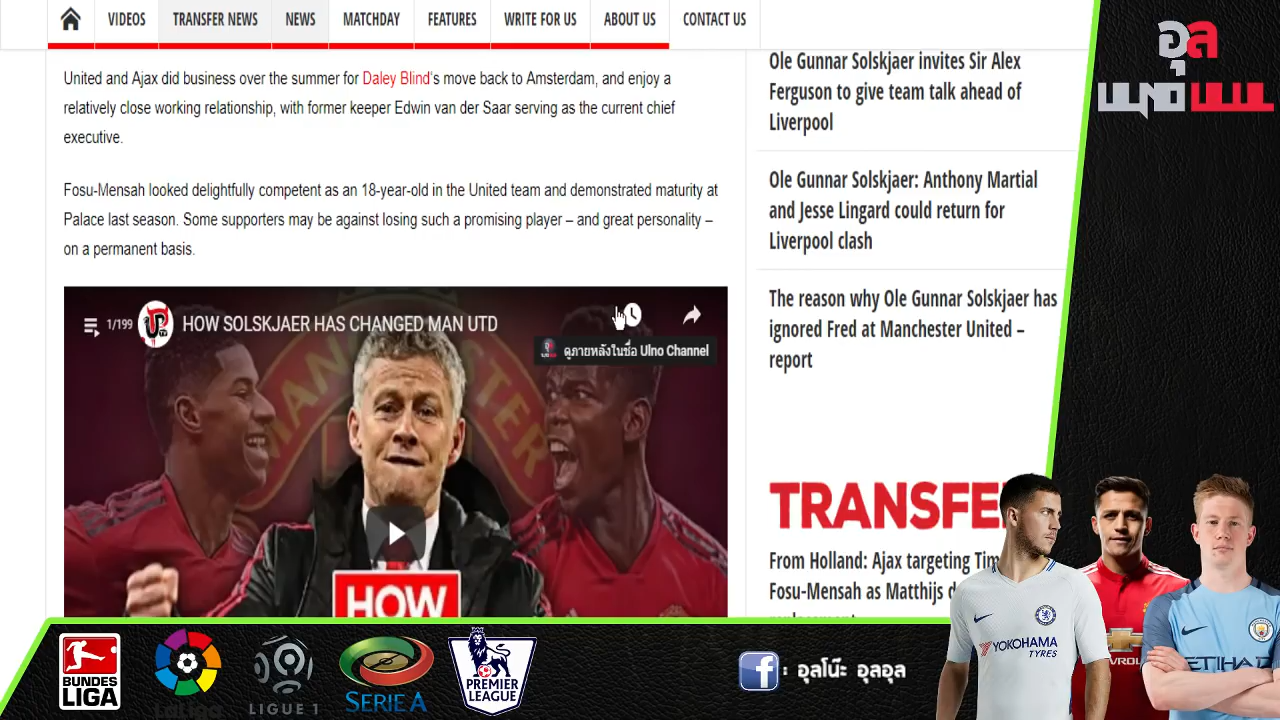 VIDEOS TRANSFER NEWS NEWS MATCHDAY FEATURES WRITE FOR US ABOUT US CONTACT US
United and Ajax did business over the summer for Daley Blind's move back to Amsterdam, and enjoy a
relatively close working relationship, with former keeper Edwin van der Saar serving as the current chief
executive.
Fosu-Mensah looked delightfully competent as an 18-year-old in the United team and demonstrated maturity at
Palace last season. Some supporters may be against losing such a promising player – and great personality –
on a permanent basis.
1/199 HOW SOLSKJAER HAS CHANGED MAN UTD
ดูภายหลังในชื่อ Ulno Channel
MANCHESTER
HOW
Ole Gunnar Solskjaer invites Sir Alex
Ferguson to give team talk ahead of
Liverpool
Ole Gunnar Solskjaer: Anthony Martial
and Jesse Lingard could return for
Liverpool clash
The reason why Ole Gunnar Solskjaer has
ignored Fred at Manchester United –
report
TRANSFE
From Holland: Ajax targeting Tim
Fosu-Mensah as Matthijs d
อุล
YOKOHAMA
TYRES
ETIHAD
BUNDES
LIGA
LaLiga
LIGUE 1
SERIE A
PREMIER
LEAGUE
: อุลโน๊ะ อุลอุล